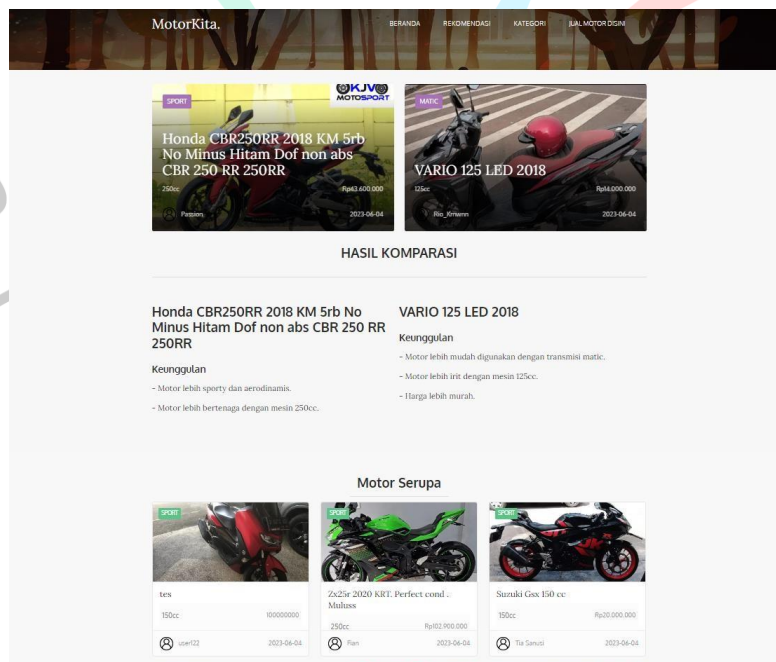 MotorKita.
BERANDA REKOMENDASI KATEGORI JUAL MOTOR DISINI
KJV
MOTOSPORT
SPORT
Honda CBR250RR 2018 KM 5rb
No Minus Hitam Dof non abs
CBR 250 RR 250RR
250cc Rp43.600.000
Passion 2023-06-04
MATIC
VARIO 125 LED 2018
125cc Rp14.000.000
Rio_Kmwnn 2023-06-04
HASIL KOMPARASI
Honda CBR250RR 2018 KM 5rb No
Minus Hitam Dof non abs CBR 250 RR
250RR
Keunggulan
- Motor lebih sporty dan aerodinamis.
- Motor lebih bertenaga dengan mesin 250cc.
VARIO 125 LED 2018
Keunggulan
- Motor lebih mudah digunakan dengan transmisi matic.
- Motor lebih irit dengan mesin 125cc.
- Harga lebih murah.
Motor Serupa
SPORT
tes
150cc 100000000
user122 2023-06-04
SPORT
Zx25r 2020 KRT. Perfect cond ..
Muluss
250cc Rp102.900.000
Fian 2023-06-04
SPORT
Suzuki Gsx 150 cc
150cc Rp20.000.000
Tia Sanusi 2023-06-04